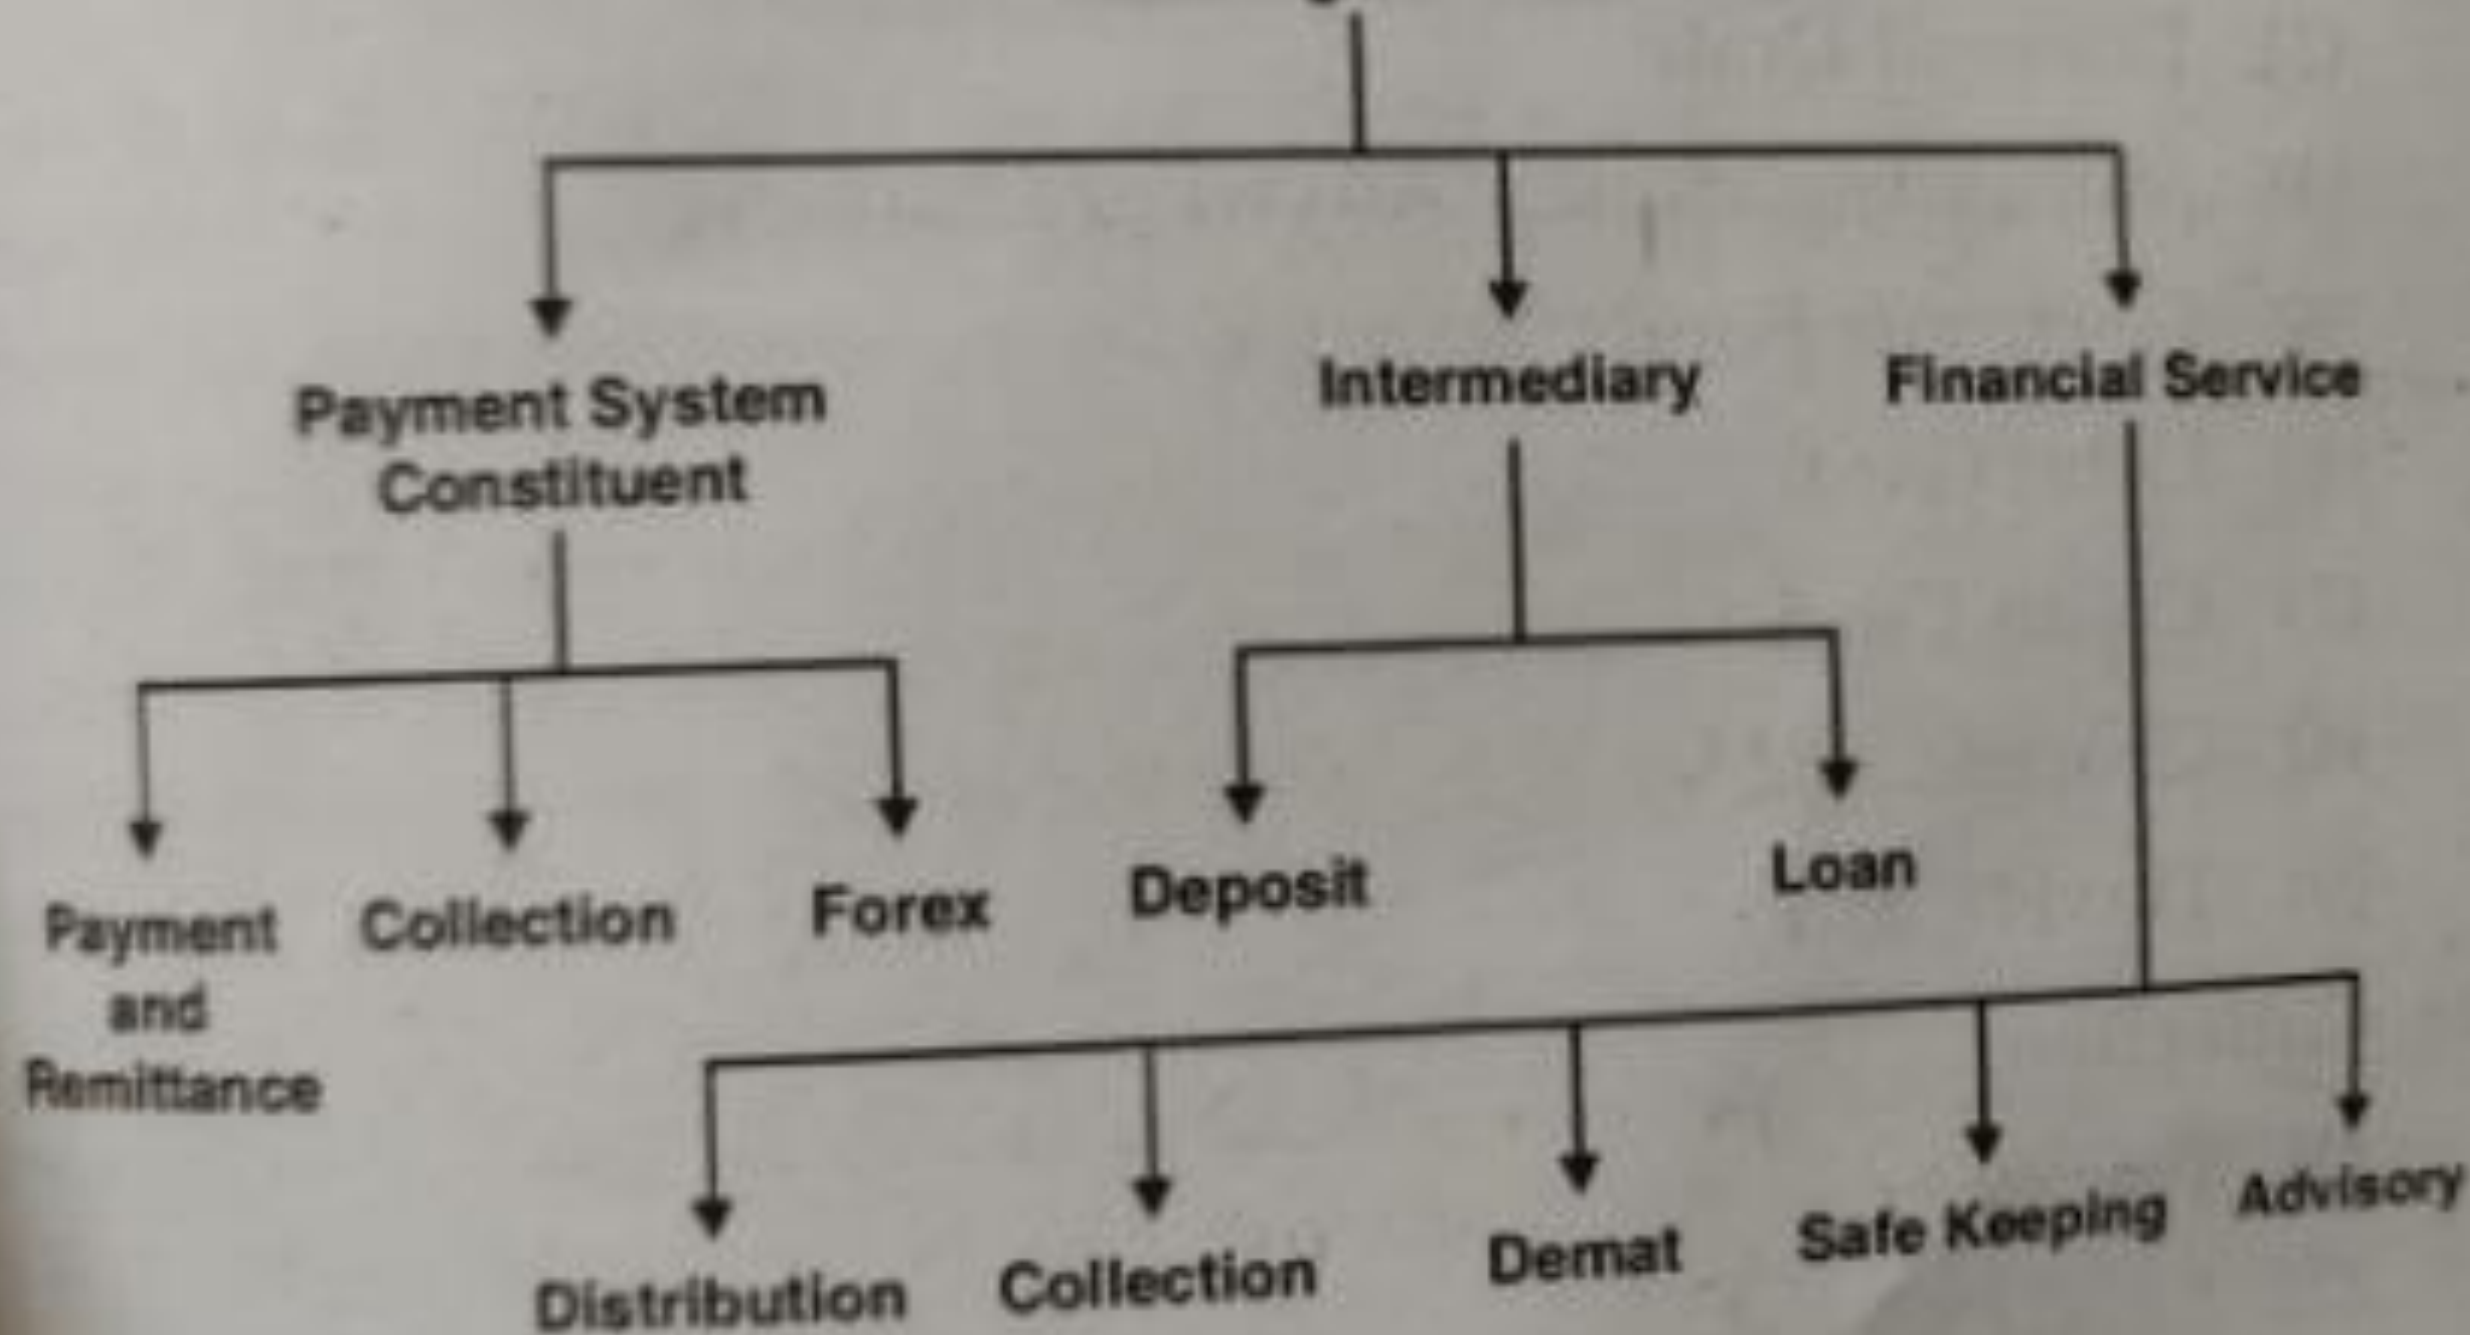 Payment System
Constituent
Intermediary
Financial Service
Payment
and
Remittance
Collection
Forex
Deposit
Loan
Distribution
Collection
Demat
Safe Keeping
Advisory